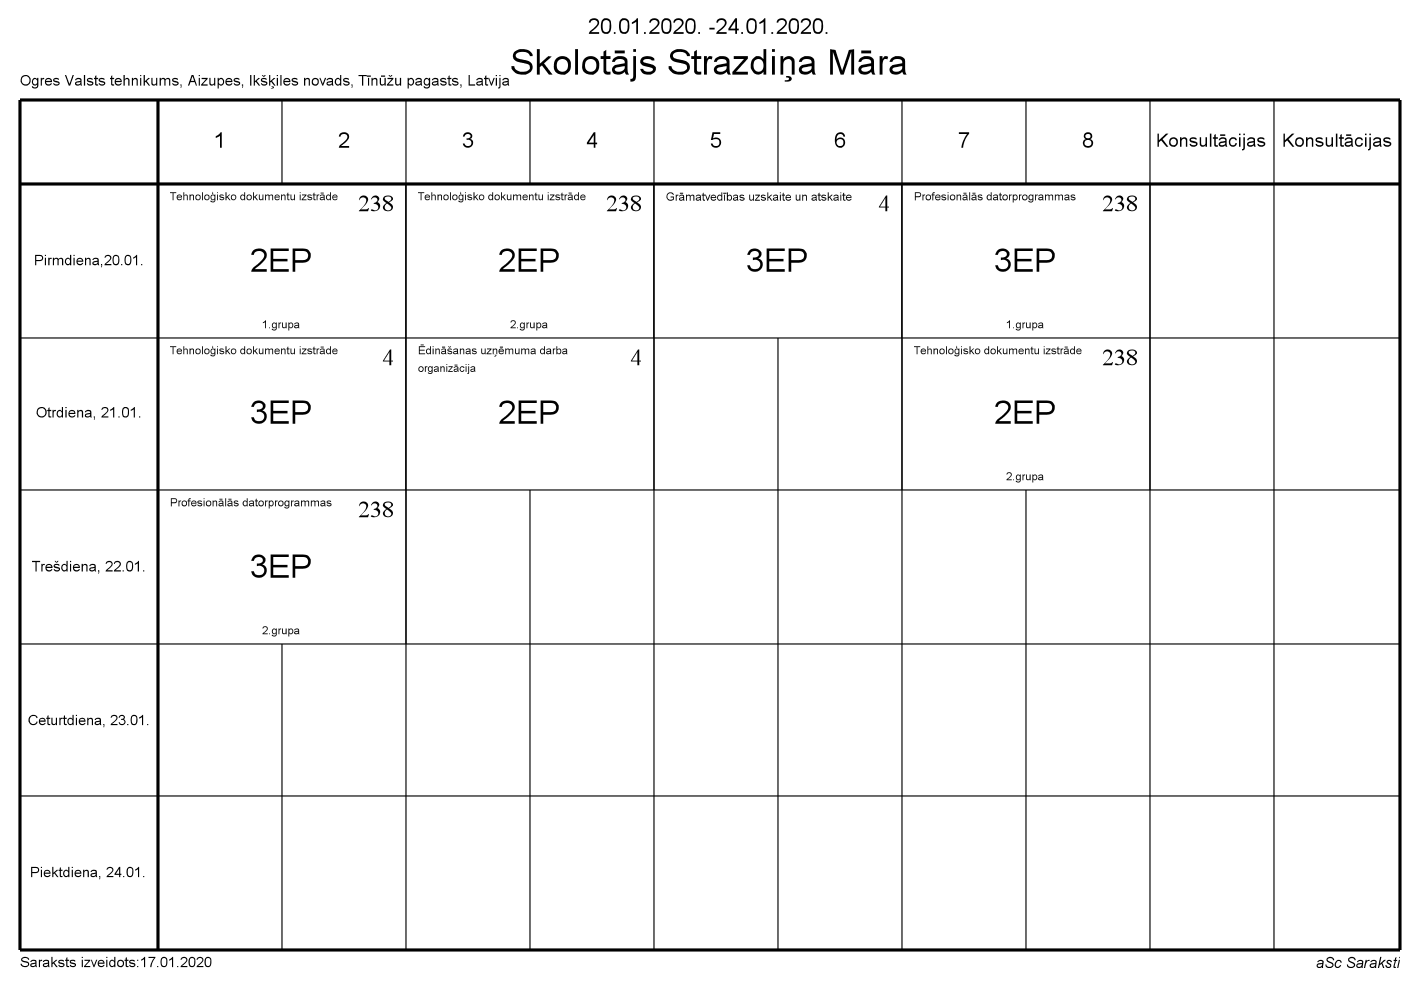 20.01.2020. -24.01.2020.
Skolotājs Strazdiņa Māra
Ogres Valsts tehnikums, Aizupes, Ikšķiles novads, Tīnūžu pagasts, Latvija
1 2 3 4 5 6 7 8 Konsultācijas Konsultācijas
Tehnoloģisko dokumentu izstrāde 238 Tehnoloģisko dokumentu izstrāde 238 Grāmatvedības uzskaite un atskaite 4 Profesionālās datorprogrammas 238
Pirmdiena,20.01. 2EP 2EP 3EP 3EP
1.grupa 2.grupa 1.grupa
Tehnoloģisko dokumentu izstrāde 4 Ēdināšanas uzņēmuma darba 4 Tehnoloģisko dokumentu izstrāde 238
organizācija
Otrdiena, 21.01. 3EP 2EP 2EP
2.grupa
Profesionālās datorprogrammas 238
Trešdiena, 22.01. 3EP
2.grupa
Ceturtdiena, 23.01.
Piektdiena, 24.01.
Saraksts izveidots:17.01.2020 aSc Saraksti